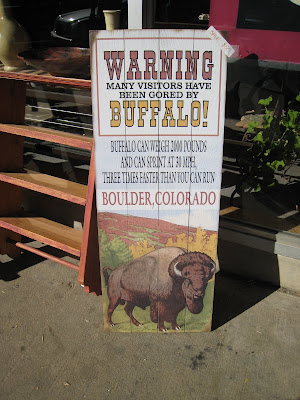 WARNING
MANY VISITORS HAVE
BEEN GORED BY
BUFFALO!
BUFFALO CAN WEIGH 2000 POUNDS
AND CAN SPRINT AT 30 MPH,
THREE TIMES FASTER THAN YOU CAN RUN
BOULDER, COLORADO